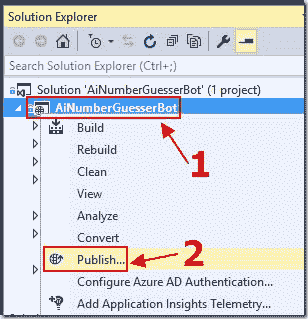 Solution Explorer
Search Solution Explorer (Ctrl+;)
Solution 'AiNumberGuesserBot' (1 project)
AiNumberGuesserBot
1
Build
Rebuild
Clean
View
Analyze
Convert
2
Publish...
Configure Azure AD Authentication...
Add Application Insights Telemetry...